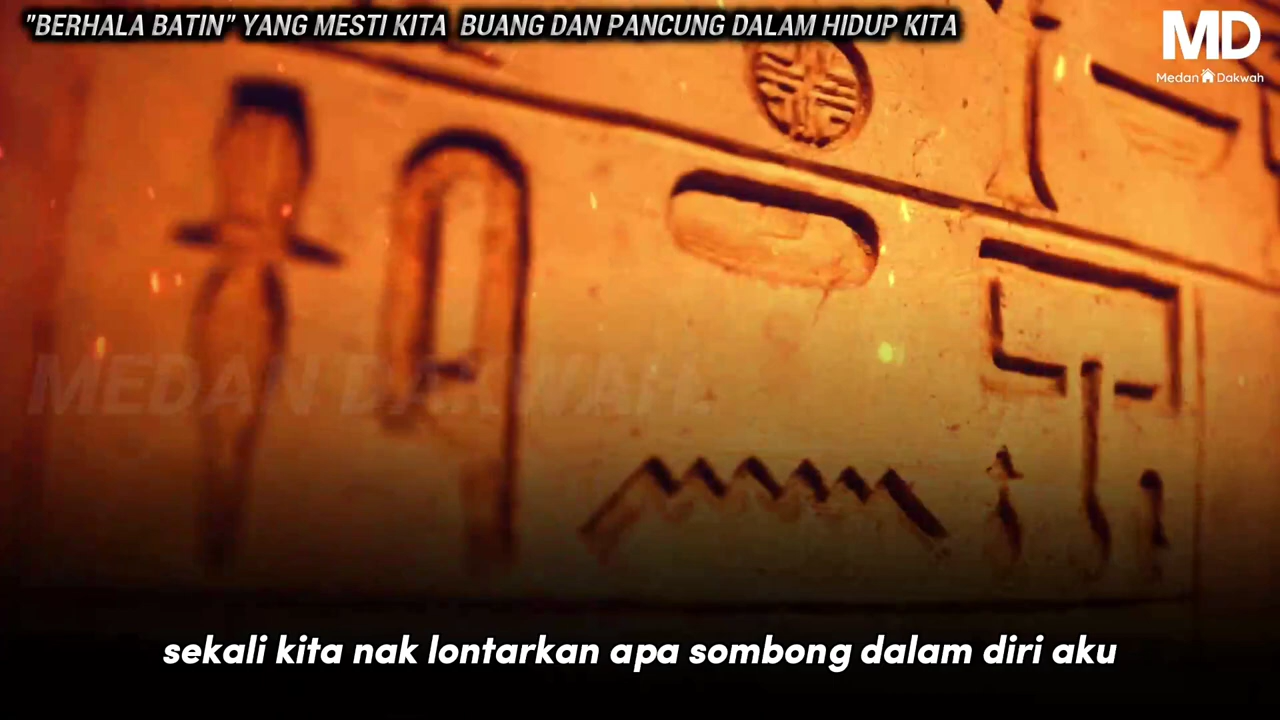 "BERHALA BATIN" YANG MESTI KITA BUANG DAN PANCUNG DALAM HIDUP KITA
MD
Medan Dakwah
MEDAN DAKWAH
sekali kita nak lontarkan apa sombong dalam diri aku